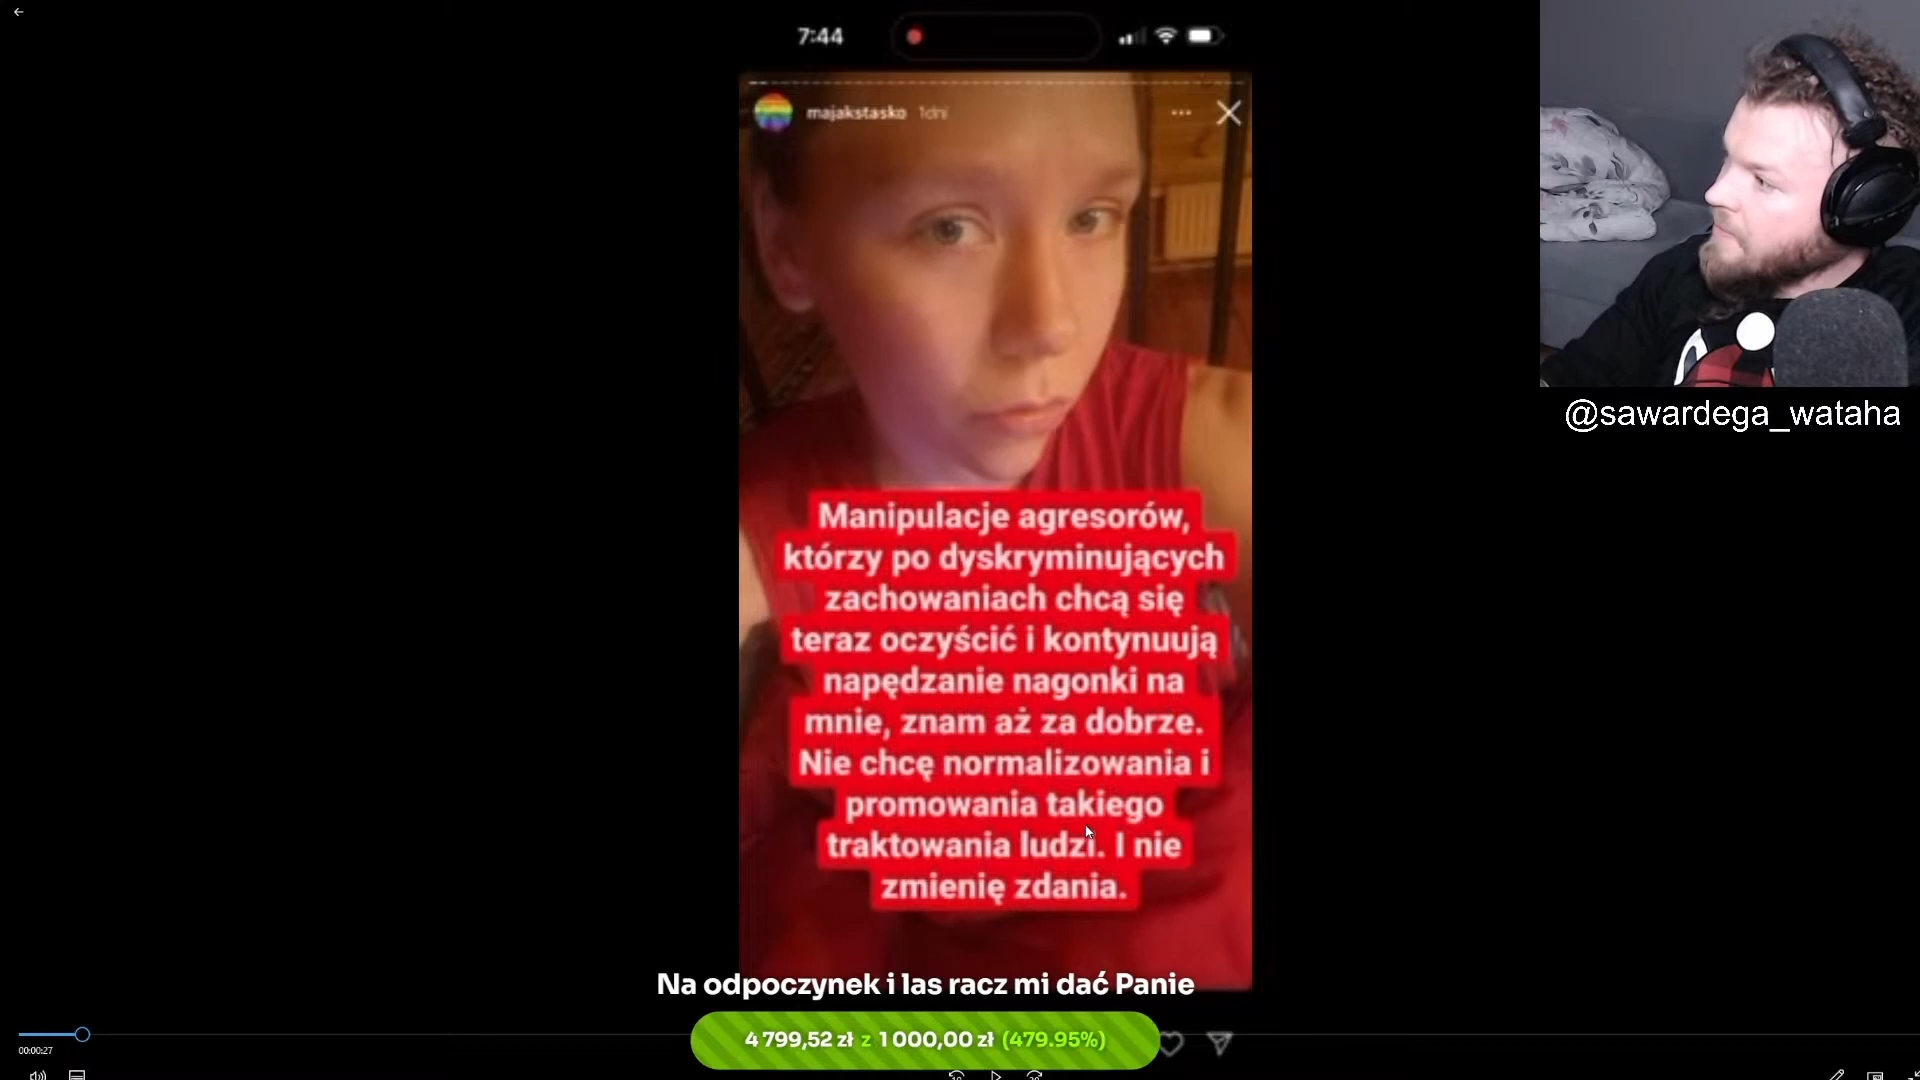 7:44
majakstasko 1dni
@sawardega_wataha
Manipulacje agresorów,
którzy po dyskryminujących
zachowaniach chcą się
teraz oczyścić i kontynuują
napędzanie nagonki na
mnie, znam aż za dobrze.
Nie chcę normalizowania i
promowania takiego
traktowania ludzi. I nie
zmienię zdania.
Na odpoczynek i las racz mi dać Panie
4 799,52 zł z 1 000,00 zł (479.95%)
00:00:27